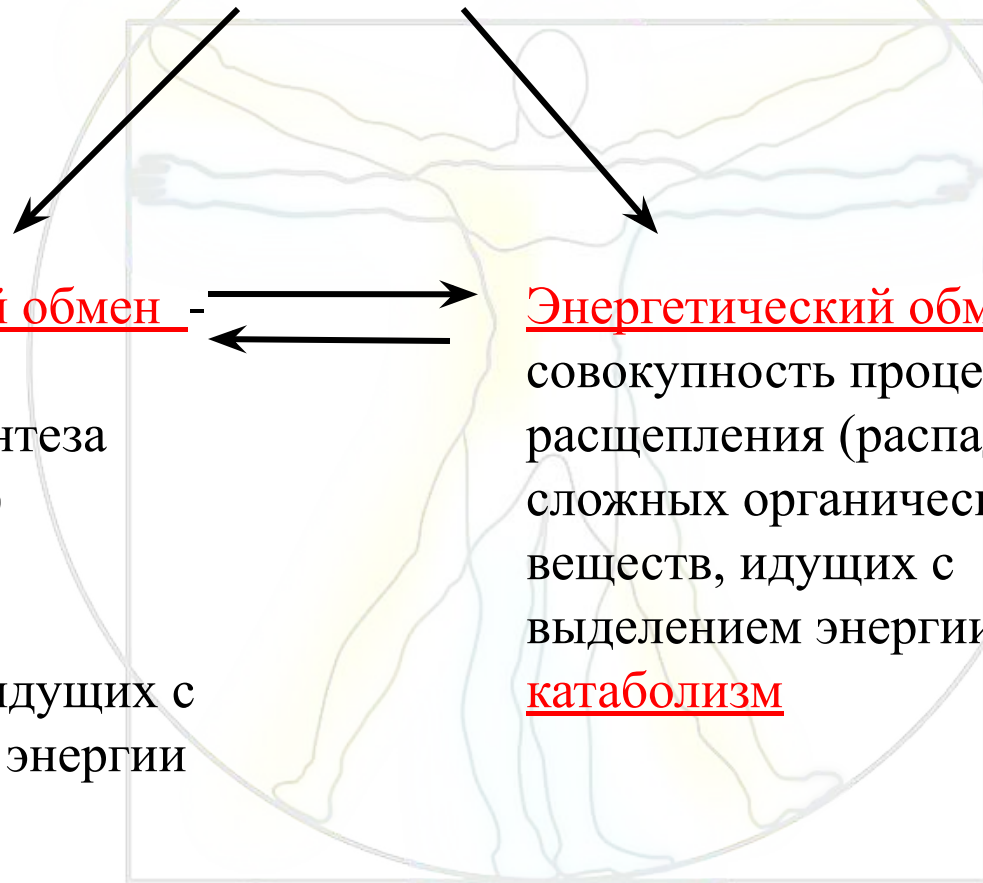 й обмен -
нтеза
идущих с
энергии
Энергетический обм
совокупность проце
расщепления (распа
сложных органическ
веществ, идущих с
выделением энергии
катаболизм